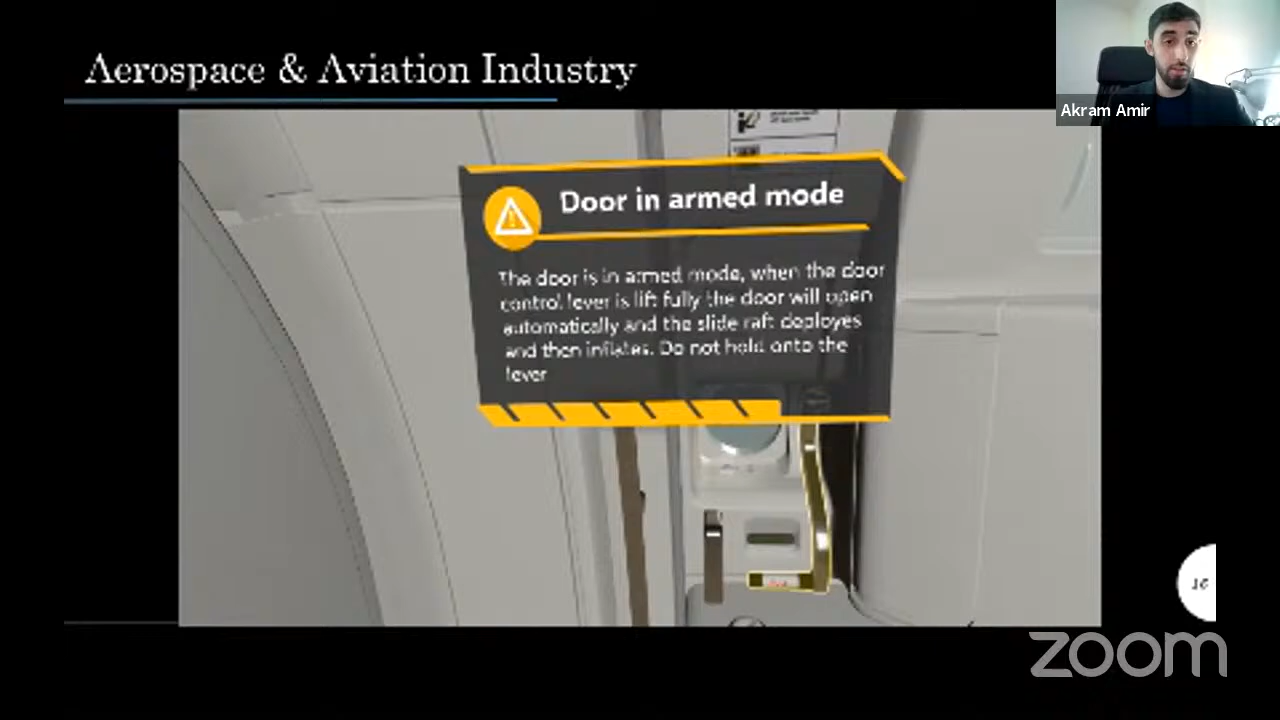 Aerospace & Aviation Industry
Akram Amir
Door in armed mode
The door is in armed mode, when the door
control lever is lift fully the door will open
automatically and the slide raft deployes
and then inflates. Do not hold onto the
lever
16
zoom